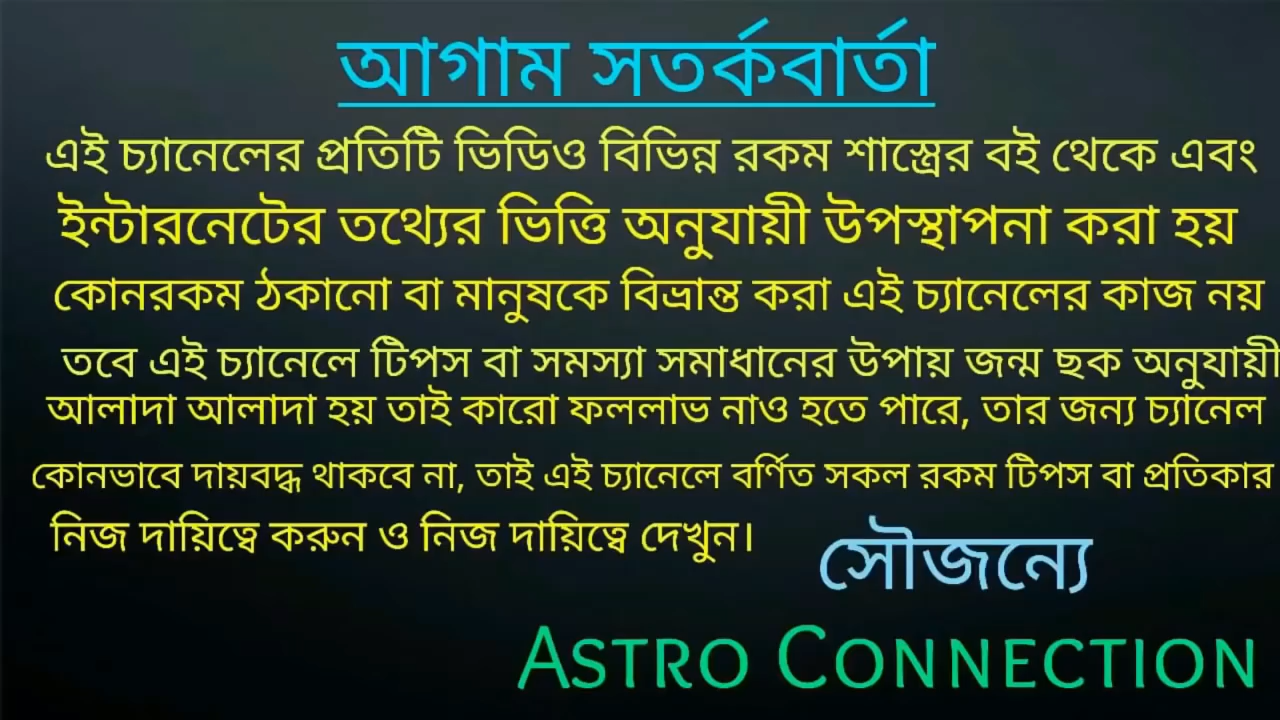 আগাম সতর্কবার্তা
এই চ্যানেলের প্রতিটি ভিডিও বিভিন্ন রকম শাস্ত্রের বই থেকে এবং
ইন্টারনেটের তথ্যের ভিত্তি অনুযায়ী উপস্থাপনা করা হয়
কোনরকম ঠকানো বা মানুষকে বিভ্রান্ত করা এই চ্যানেলের কাজ নয়
তবে এই চ্যানেলে টিপস বা সমস্যা সমাধানের উপায় জন্ম ছক অনুযায়ী
আলাদা আলাদা হয় তাই কারো ফললাভ নাও হতে পারে, তার জন্য চ্যানেল
কোনভাবে দায়বদ্ধ থাকবে না, তাই এই চ্যানেলে বর্ণিত সকল রকম টিপস বা প্রতিকার
নিজ দায়িত্বে করুন ও নিজ দায়িত্বে দেখুন।
সৌজন্যে
ASTRO CONNECTION